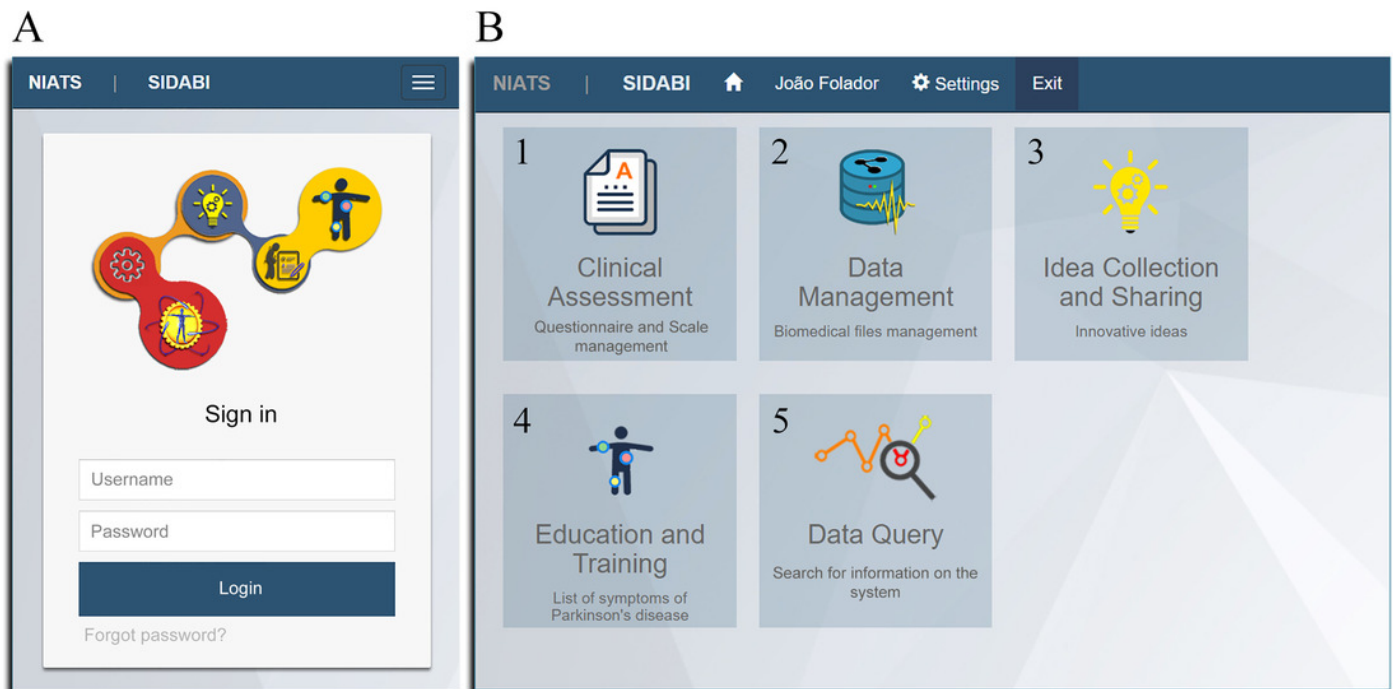 A
NIATS | SIDABI
Sign in
Username
Password
Login
Forgot password?
B
NIATS | SIDABI João Folador Settings Exit
1
A
Clinical
Assessment
Questionnaire and Scale
management
2
Data
Management
Biomedical files management
3
Idea Collection
and Sharing
Innovative ideas
4
Education and
Training
List of symptoms of
Parkinson's disease
5
Data Query
Search for information on the
system